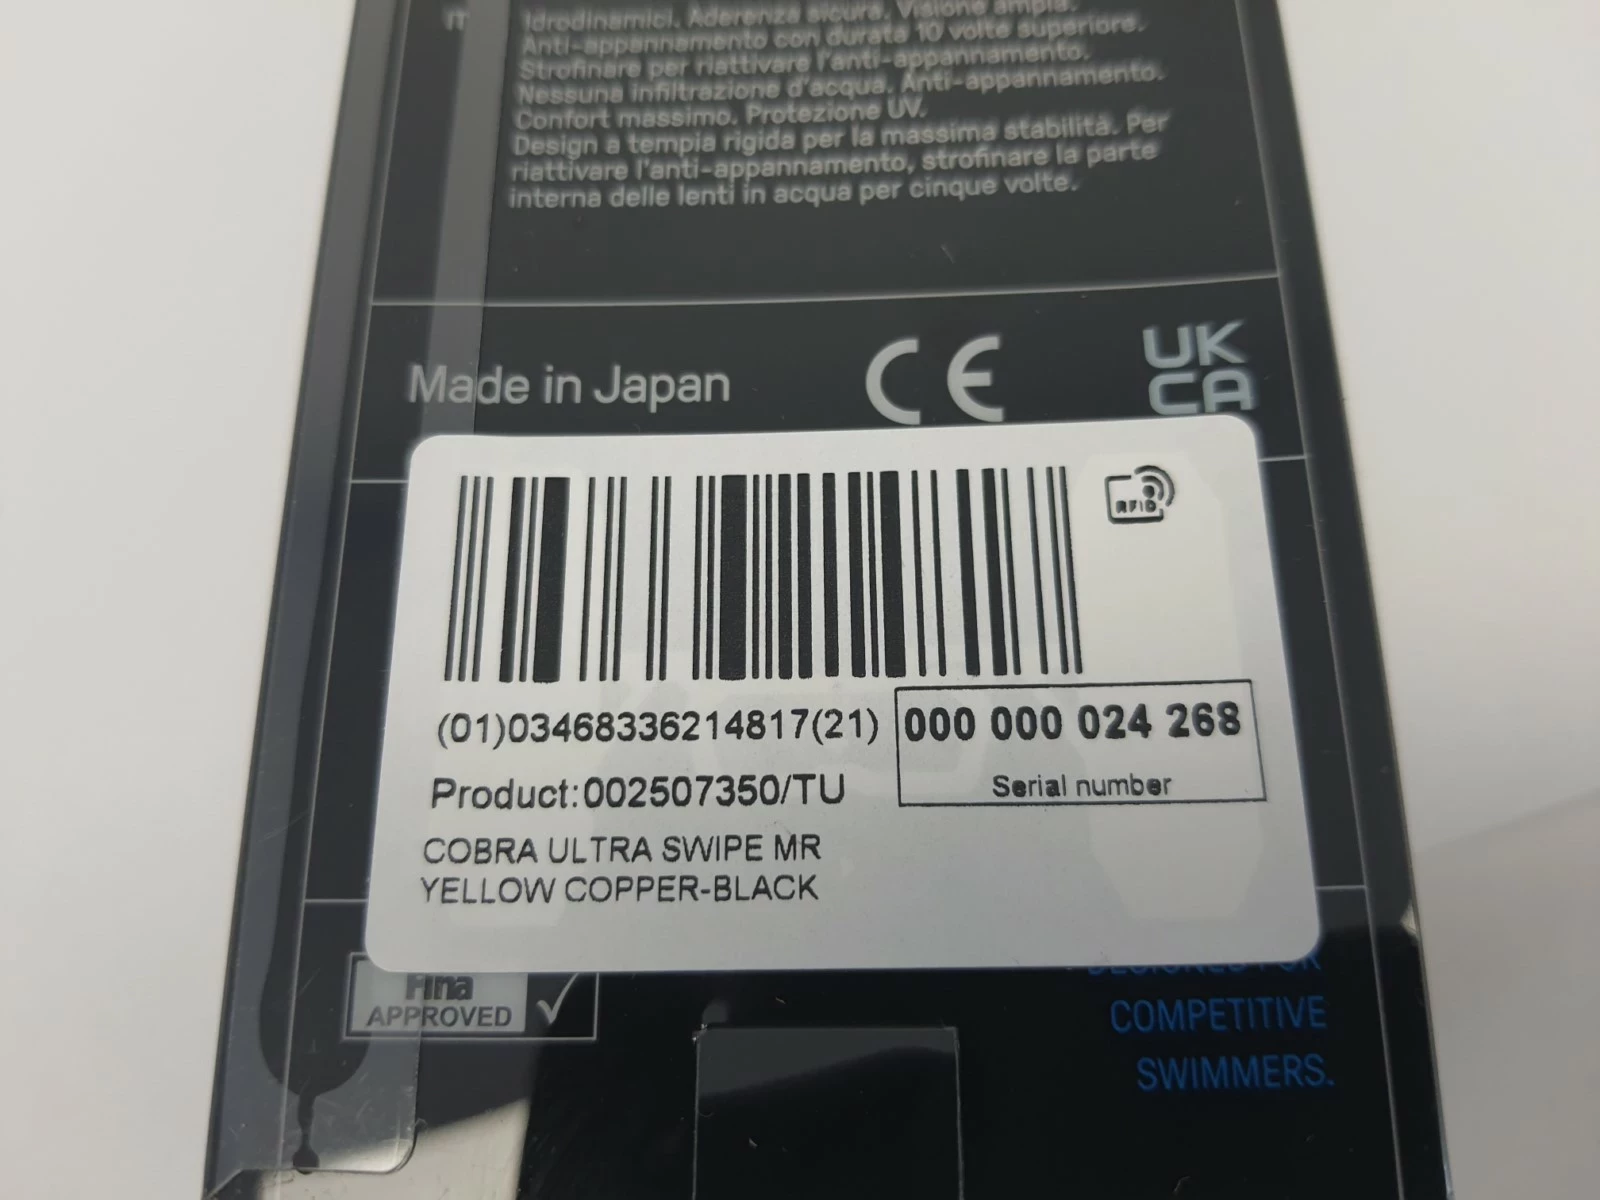 IT
Idrodinamici. Aderenza sicura. Visione ampia.
Anti-appannamento con durata 10 volte superiore.
Strofinare per riattivare l'anti-appannamento.
Nessuna infiltrazione d'acqua. Anti-appannamento.
Confort massimo. Protezione UV.
Design a tempia rigida per la massima stabilità. Per
riattivare l'anti-appannamento, strofinare la parte
interna delle lenti in acqua per cinque volte.
Made in Japan
CE
UK
CA
RFID
(01)03468336214817(21)
000 000 024 268
Serial number
Product:002507350/TU
COBRA ULTRA SWIPE MR
YELLOW COPPER-BLACK
Fina
APPROVED
DESIGNED FOR
COMPETITIVE
SWIMMERS.